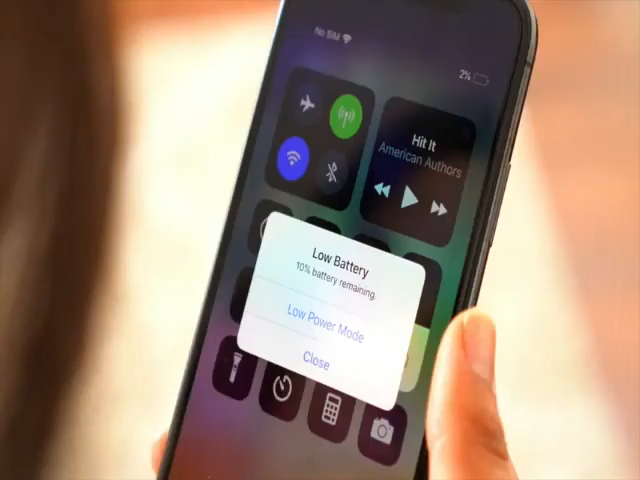 No SIM
2%
Hit It
American Authors
Low Battery
10% battery remaining.
Low Power Mode
Close